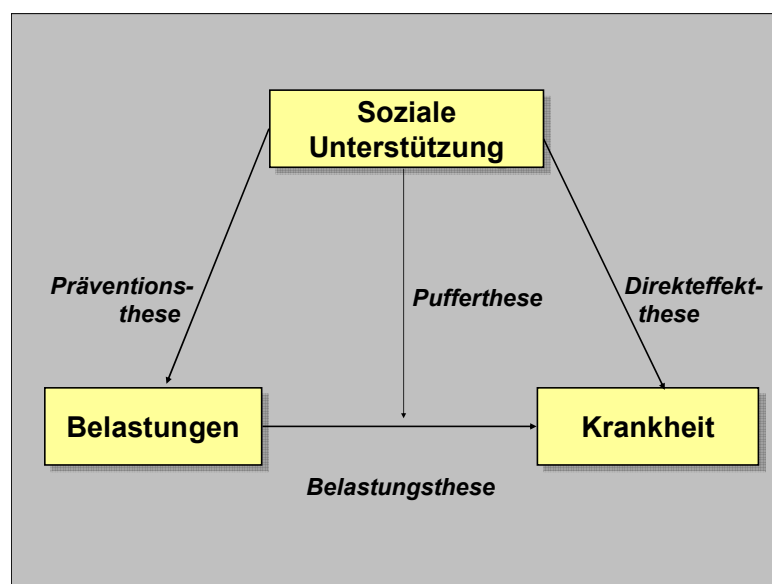 Soziale
Unterstützung
Präventions-
these
Pufferthese
Direkteffekt-
these
Belastungen
Krankheit
Belastungsthese